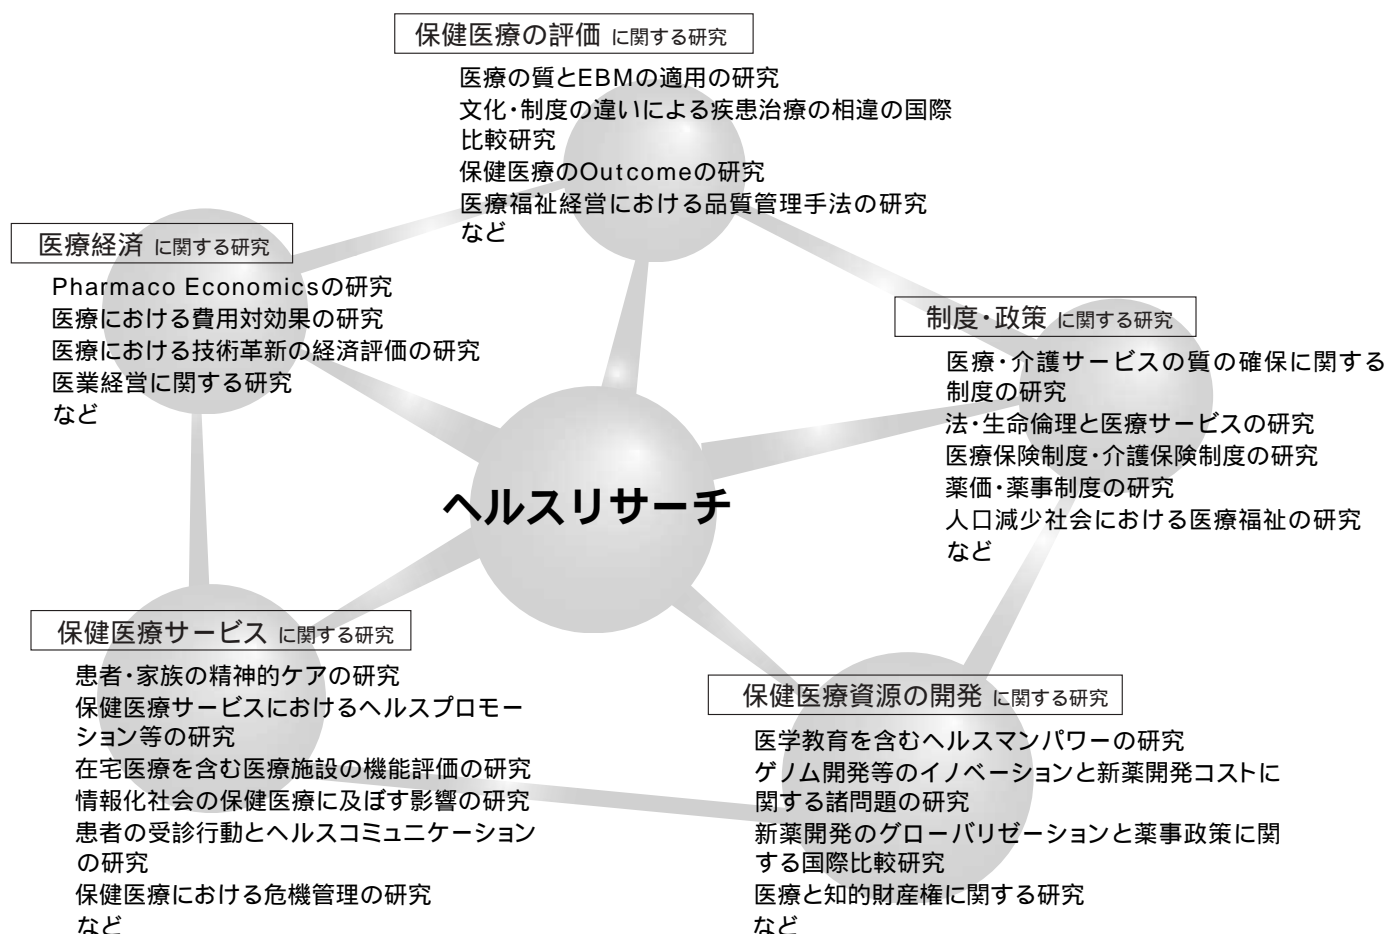 保健医療の評価 に関する研究
医療の質とEBMの適用の研究
文化・制度の違いによる疾患治療の相違の国際
比較研究
保健医療のOutcomeの研究
医療福祉経営における品質管理手法の研究
など
医療経済 に関する研究
Pharmaco Economicsの研究
医療における費用対効果の研究
医療における技術革新の経済評価の研究
医業経営に関する研究
など
制度・政策 に関する研究
医療・介護サービスの質の確保に関する
制度の研究
法・生命倫理と医療サービスの研究
医療保険制度・介護保険制度の研究
薬価・薬事制度の研究
人口減少社会における医療福祉の研究
など
ヘルスリサーチ
保健医療サービス に関する研究
患者・家族の精神的ケアの研究
保健医療サービスにおけるヘルスプロモー
ション等の研究
在宅医療を含む医療施設の機能評価の研究
情報化社会の保健医療に及ぼす影響の研究
患者の受診行動とヘルスコミュニケーション
の研究
保健医療における危機管理の研究
など
保健医療資源の開発 に関する研究
医学教育を含むヘルスマンパワーの研究
ゲノム開発等のイノベーションと新薬開発コストに
関する諸問題の研究
新薬開発のグローバリゼーションと薬事政策に関
する国際比較研究
医療と知的財産権に関する研究
など